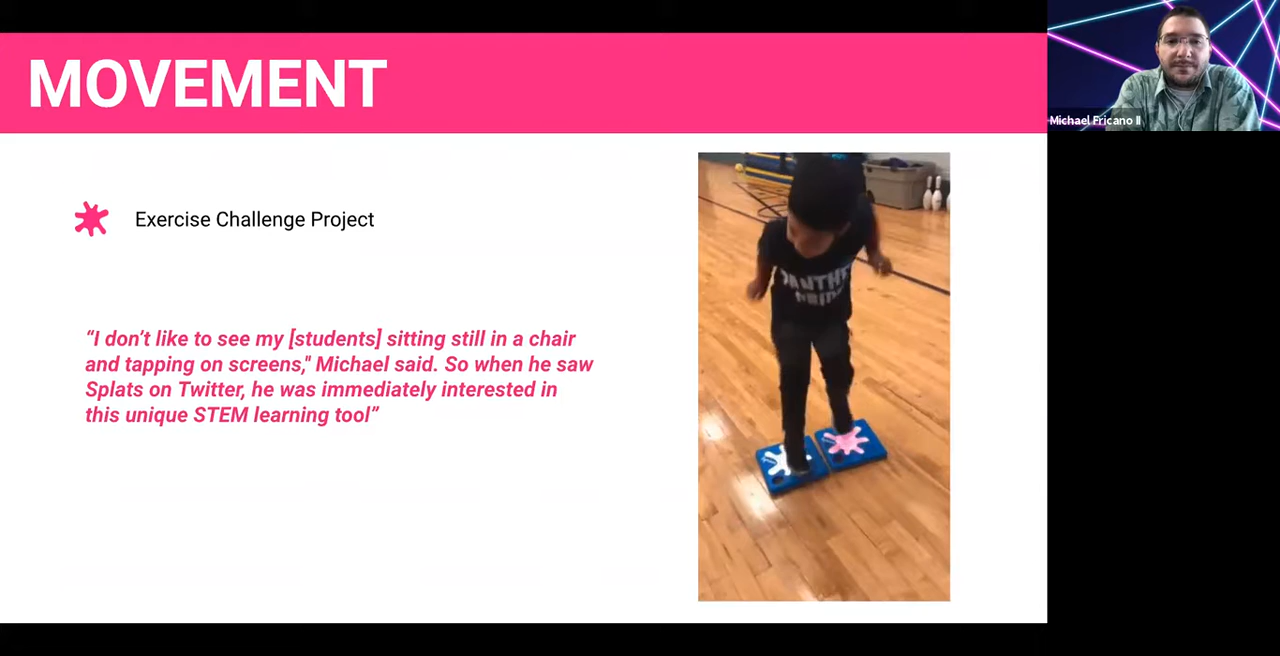 MOVEMENT
Michael Fricano II
Exercise Challenge Project
“I don’t like to see my [students] sitting still in a chair
and tapping on screens," Michael said. So when he saw
Splats on Twitter, he was immediately interested in
this unique STEM learning tool”